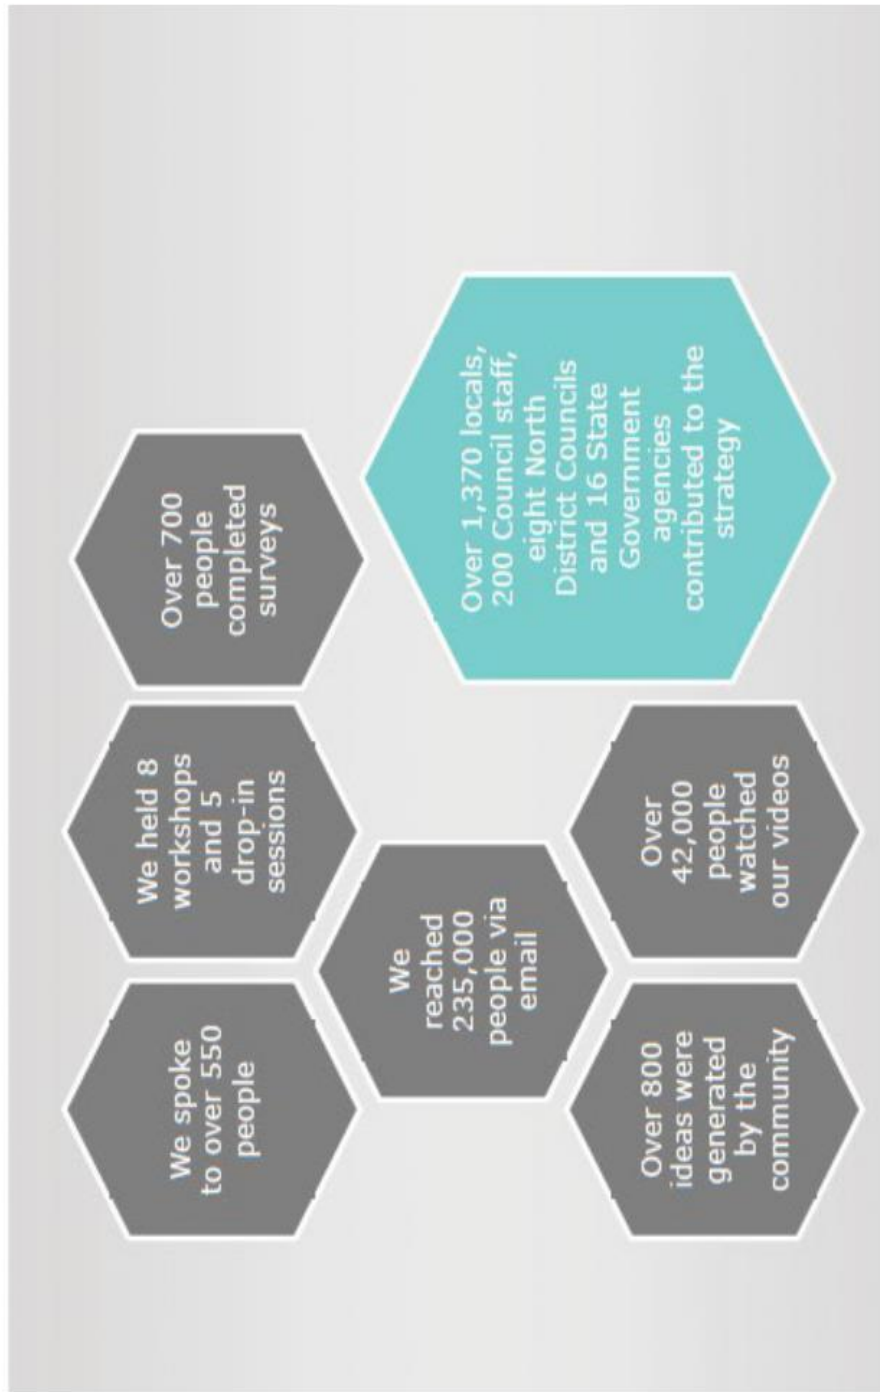 We spoke
to over 550
people
We held 8
workshops
and 5
drop-in
sessions
Over 700
people
completed
surveys
We
reached
235,000
people via
email
Over 800
ideas were
generated
by the
community
Over
42,000
people
watched
our videos
Over 1,370 locals,
200 Council staff,
eight North
District Councils
and 16 State
Government
agencies
contributed to the
strategy